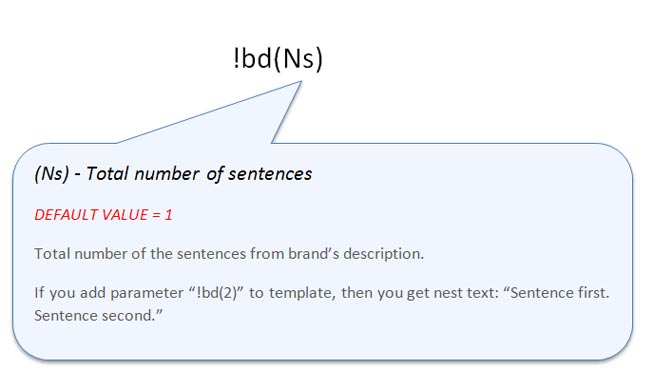 !bd(Ns)
(Ns) - Total number of sentences
DEFAULT VALUE = 1
Total number of the sentences from brand’s description.
If you add parameter “!bd(2)” to template, then you get nest text: “Sentence first.
Sentence second.”